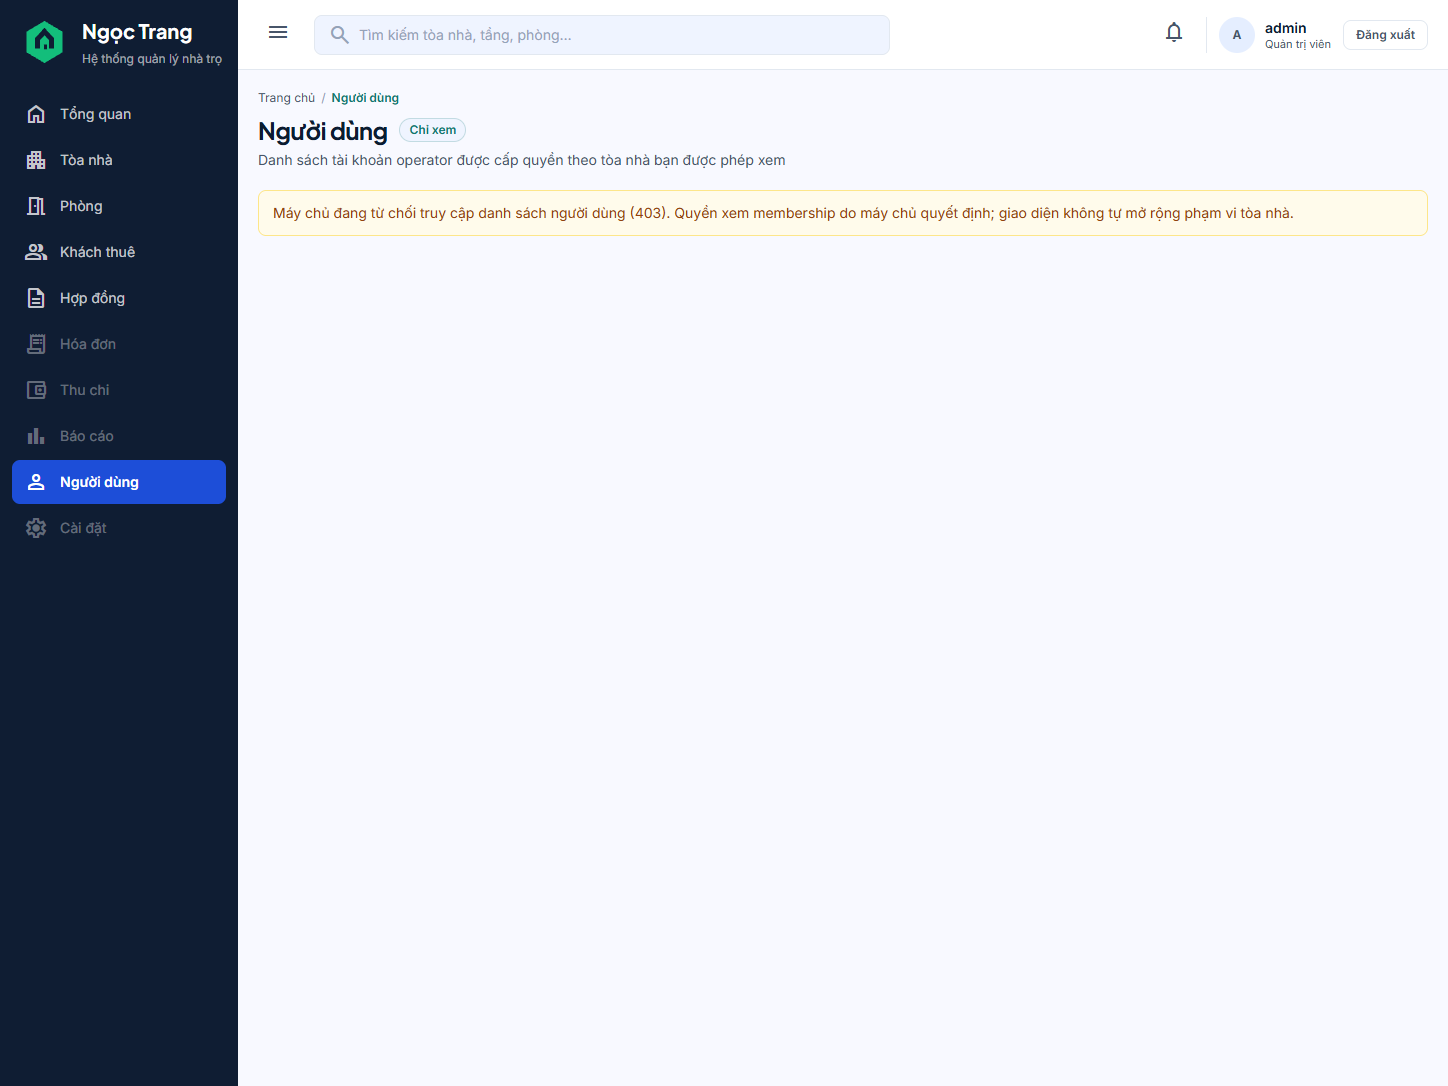 Ngọc Trang
Hệ thống quản lý nhà trọ
Tìm kiếm tòa nhà, tầng, phòng...
A
admin
Quản trị viên
Đăng xuất
Tổng quan
Tòa nhà
Phòng
Khách thuê
Hợp đồng
Hóa đơn
Thu chi
Báo cáo
Người dùng
Cài đặt
Trang chủ / Người dùng
Người dùng Chỉ xem
Danh sách tài khoản operator được cấp quyền theo tòa nhà bạn được phép xem
Máy chủ đang từ chối truy cập danh sách người dùng (403). Quyền xem membership do máy chủ quyết định; giao diện không tự mở rộng phạm vi tòa nhà.